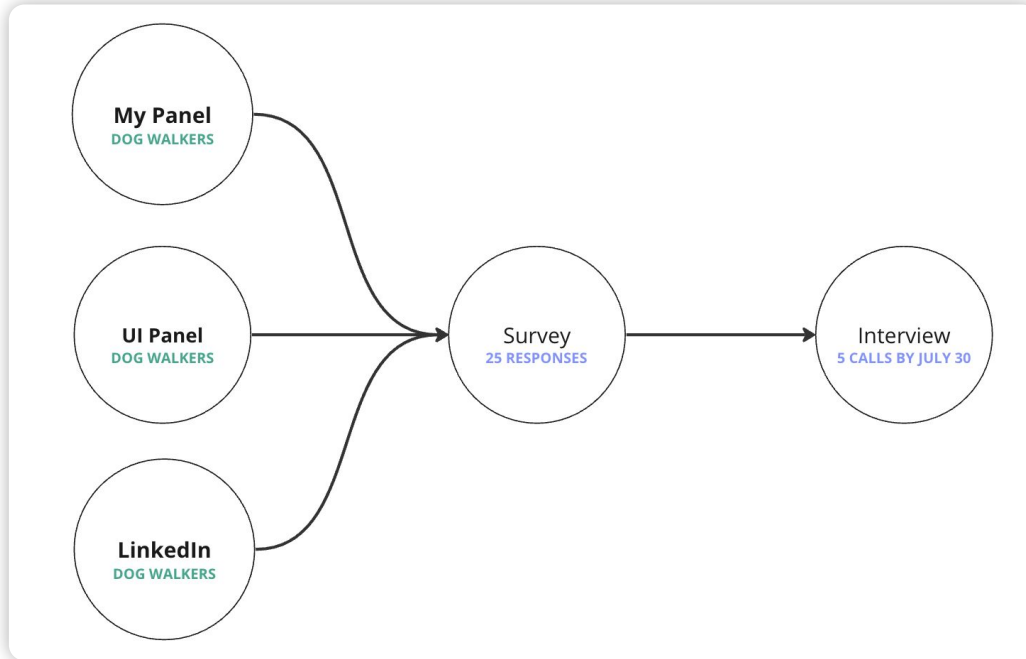 My Panel
DOG WALKERS
UI Panel
DOG WALKERS
Survey
25 RESPONSES
Interview
5 CALLS BY JULY 30
LinkedIn
DOG WALKERS